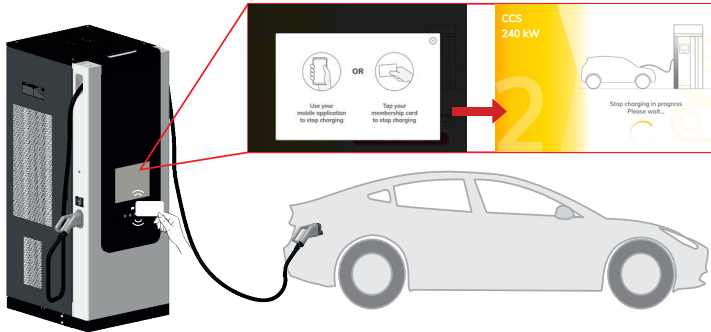 OR
Use your
mobile application
to stop charging
Tap your
membership card
to stop charging
CCS
240 kW
2
Stop charging in progress
Please wait...